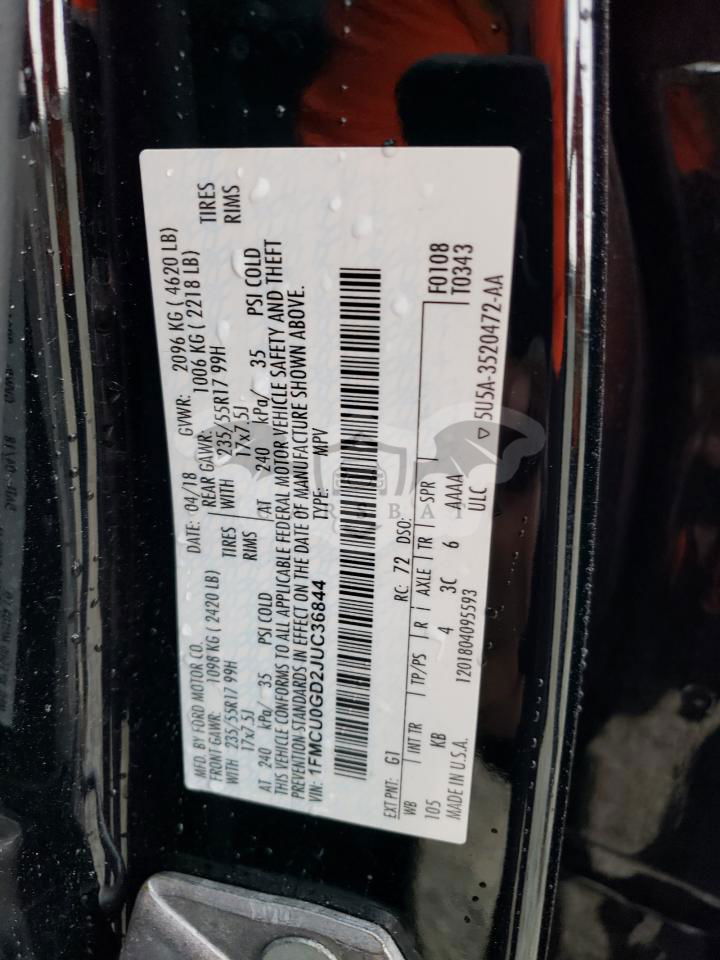 MFD. BY FORD MOTOR CO. DATE: 04/18 GVWR: 2096 KG ( 4620 LB)
FRONT GAWR: 1098 KG ( 2420 LB) REAR GAWR: 1006 KG ( 2218 LB)
WITH 235/55R17 99H TIRES WITH 235/55R17 99H TIRES
17x7.5J RIMS 17x7.5J RIMS
AT 240 kPa/ 35 PSI COLD AT 240 kPa/ 35 PSI COLD
THIS VEHICLE CONFORMS TO ALL APPLICABLE FEDERAL MOTOR VEHICLE SAFETY AND THEFT
PREVENTION STANDARDS IN EFFECT ON THE DATE OF MANUFACTURE SHOWN ABOVE.
VIN: 1FMCU0GD2JUC36844 TYPE: MPV
EXT PNT: G1 RC: 72 DSO: F0108
WB INT TR TP/PS R AXLE TR SPR T0343
105 KB 4 3C 6 AAAA
MADE IN U.S.A. 1201804095593 ULC 5U5A-3520472-AA